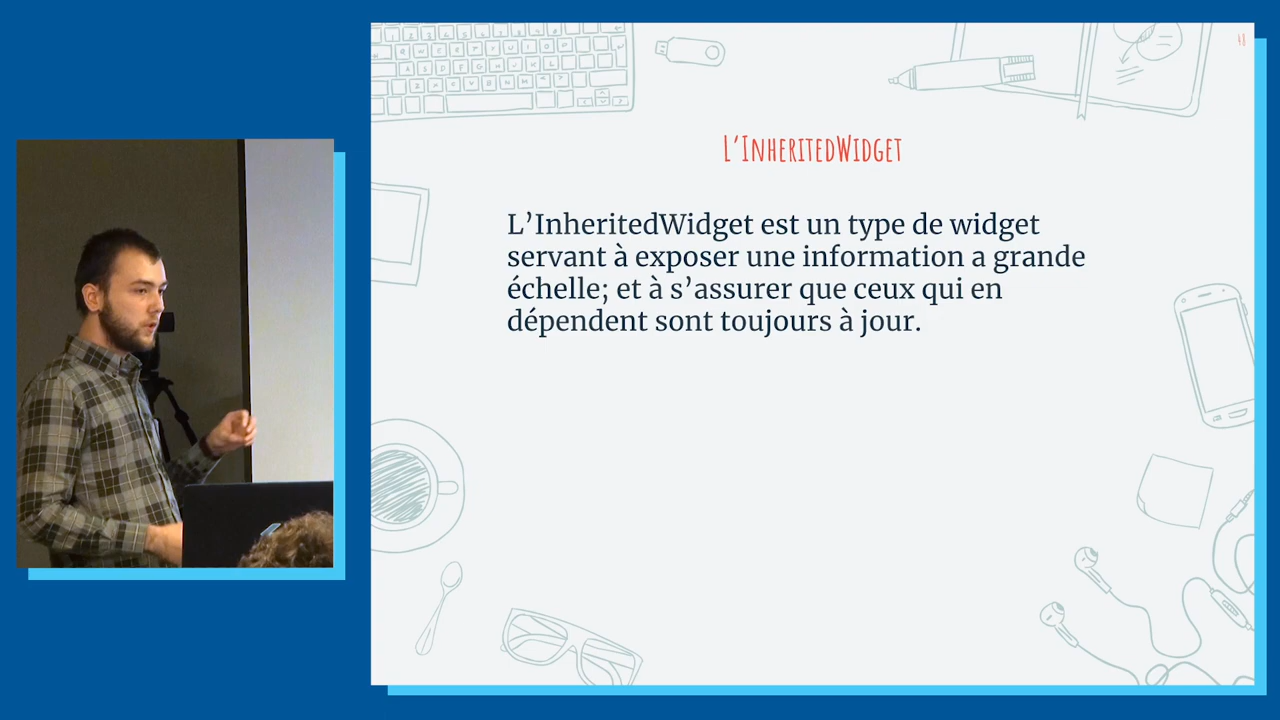 L’InheritedWidget
L’InheritedWidget est un type de widget
servant à exposer une information a grande
échelle; et à s’assurer que ceux qui en
dépendent sont toujours à jour.